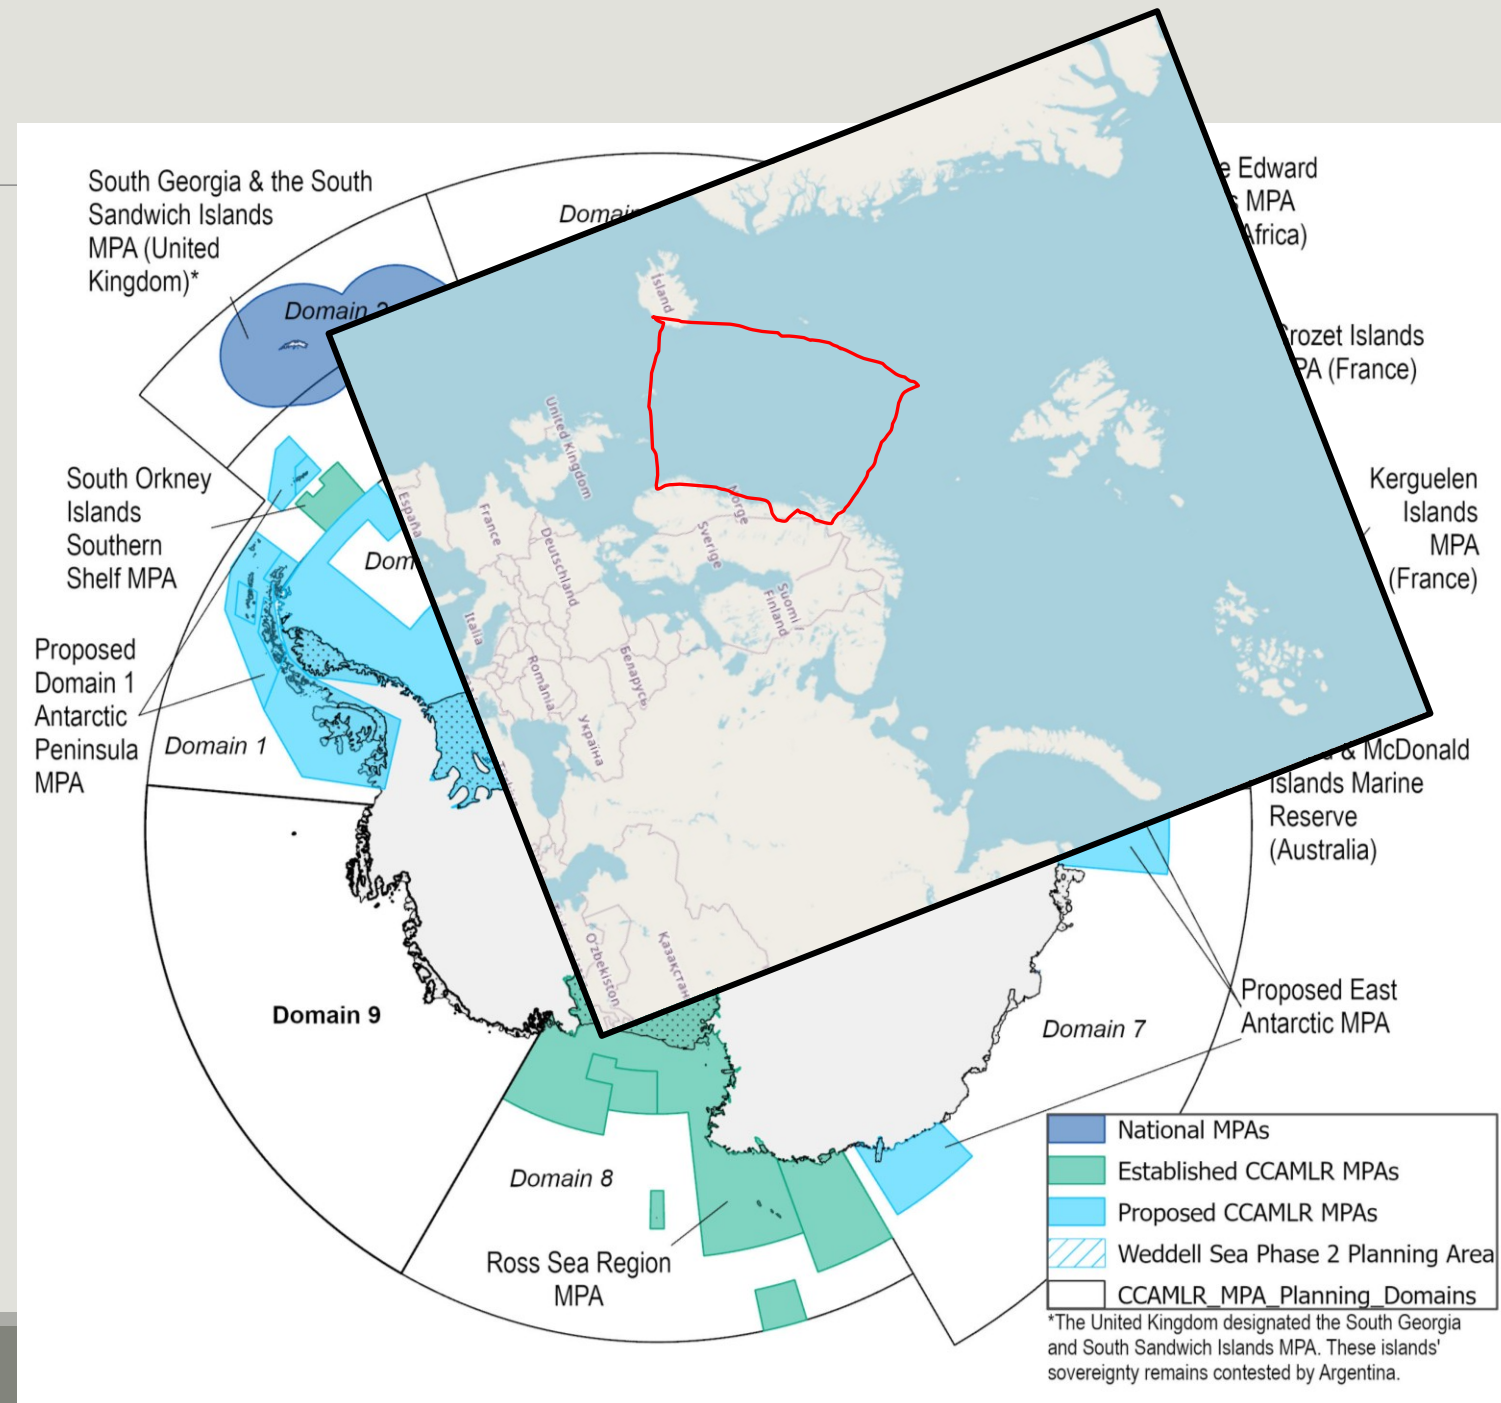 South Georgia & the South
Sandwich Islands
MPA (United
Kingdom)*
Domain
Edward
MPA
Africa)
Ísland
Islands
(France)
United Kingdom
South Orkney
Islands
Southern
Shelf MPA
Kerguelen
Islands
MPA
(France)
España
France
Deutschland
Norge
Sverige
Suomi /
Finland
Italia
România
Беларусь
Україна
Proposed
Domain 1
Antarctic
Peninsula
MPA
Domain 1
& McDonald
Islands Marine
Reserve
(Australia)
O'zbekiston
Қазақстан
Domain 9
Proposed East
Antarctic MPA
Domain 7
Domain 8
Ross Sea Region
MPA
National MPAs
Established CCAMLR MPAs
Proposed CCAMLR MPAs
Weddell Sea Phase 2 Planning Area
CCAMLR_MPA_Planning_Domains
*The United Kingdom designated the South Georgia
and South Sandwich Islands MPA. These islands'
sovereignty remains contested by Argentina.